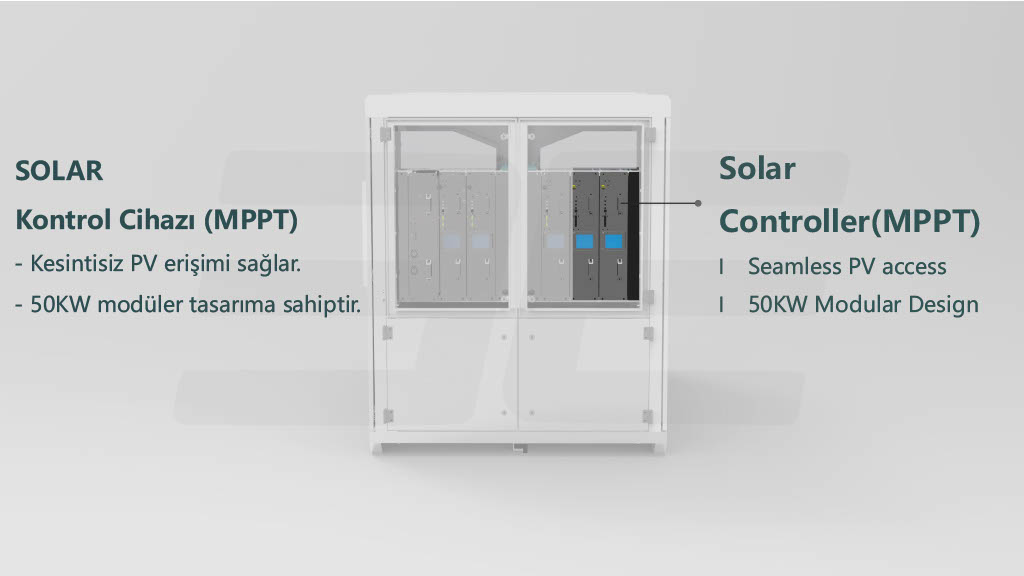 SOLAR
Kontrol Cihazı (MPPT)
- Kesintisiz PV erişimi sağlar.
- 50KW modüler tasarıma sahiptir.
Solar
Controller(MPPT)
l Seamless PV access
l 50KW Modular Design